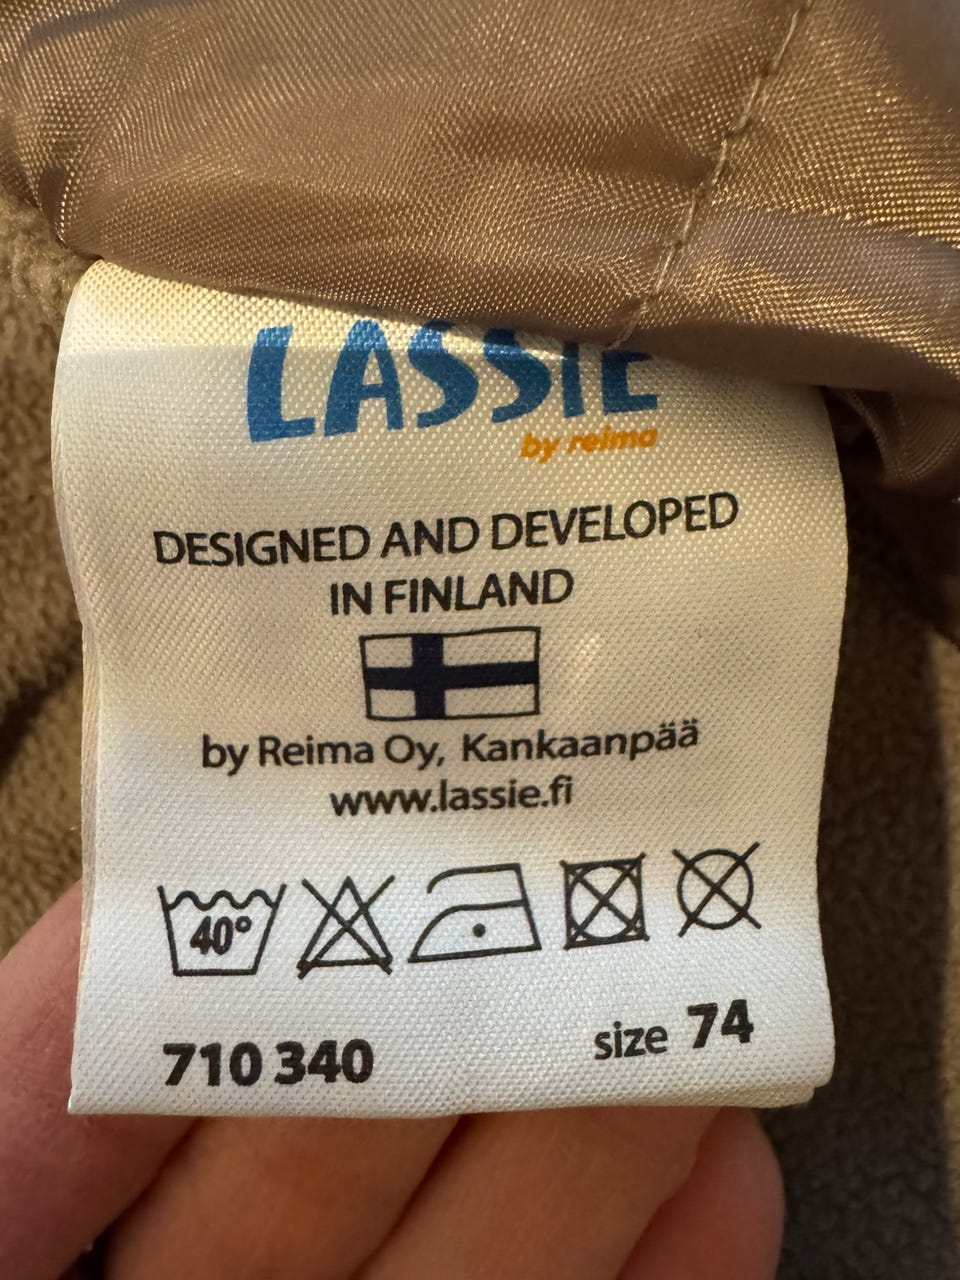 LASSIE
by reima
DESIGNED AND DEVELOPED
IN FINLAND
by Reima Oy, Kankaanpää
www.lassie.fi
40°
710 340 size 74